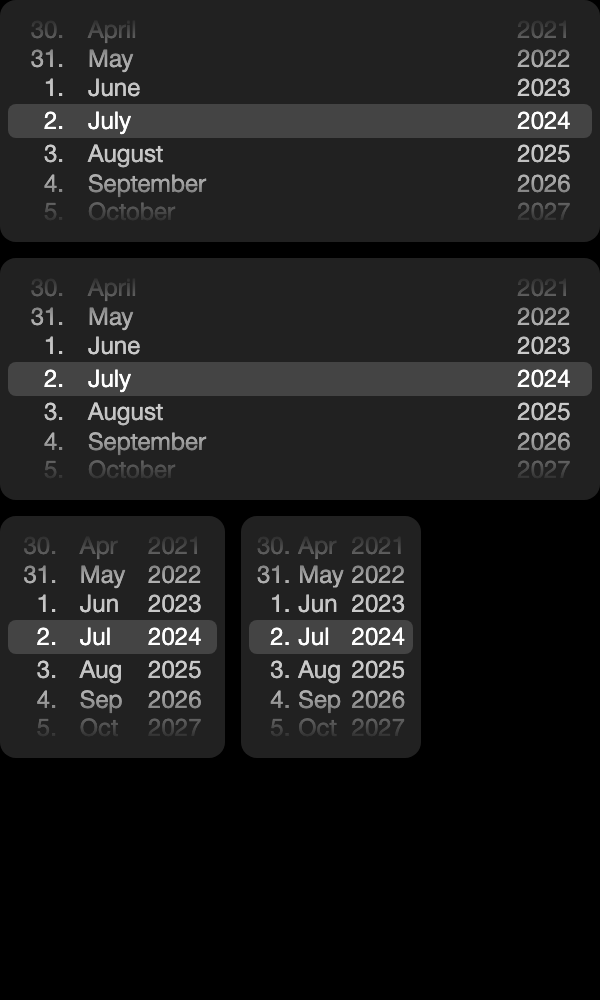 30. April 2021
31. May 2022
1. June 2023
2. July 2024
3. August 2025
4. September 2026
5. October 2027
30. April 2021
31. May 2022
1. June 2023
2. July 2024
3. August 2025
4. September 2026
5. October 2027
30. Apr 2021
31. May 2022
1. Jun 2023
2. Jul 2024
3. Aug 2025
4. Sep 2026
5. Oct 2027
30. Apr 2021
31. May 2022
1. Jun 2023
2. Jul 2024
3. Aug 2025
4. Sep 2026
5. Oct 2027